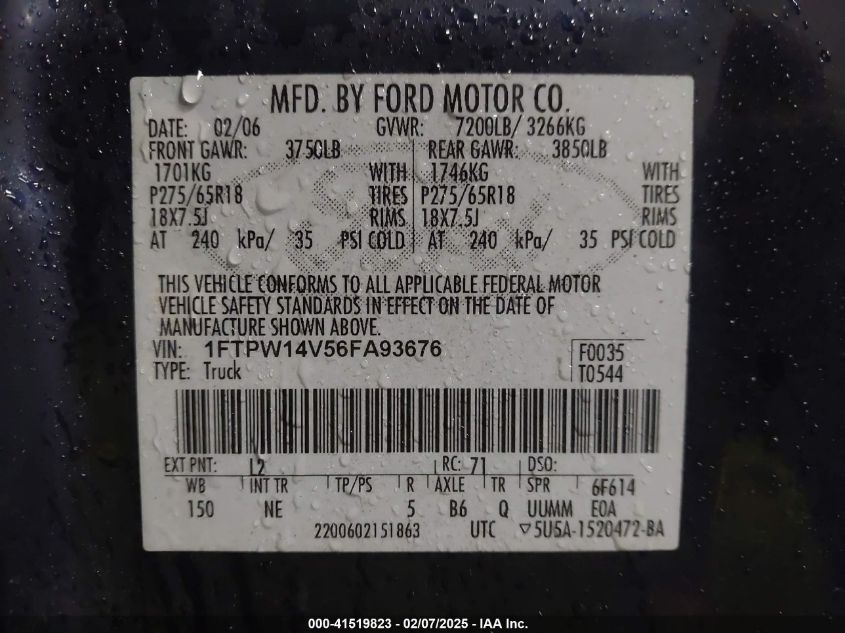 MFD. BY FORD MOTOR CO.
DATE: 02/06 GVWR: 7200LB/ 3266KG
FRONT GAWR: 3750LB REAR GAWR: 3850LB
1701KG WITH 1746KG WITH
P275/65R18 TIRES P275/65R18 TIRES
18X7.5J RIMS 18X7.5J RIMS
AT 240 kPa/ 35 PSI COLD AT 240 kPa/ 35 PSI COLD
THIS VEHICLE CONFORMS TO ALL APPLICABLE FEDERAL MOTOR
VEHICLE SAFETY STANDARDS IN EFFECT ON THE DATE OF
MANUFACTURE SHOWN ABOVE.
VIN: 1FTPW14V56FA93676 F0035
TYPE: Truck T0544
EXT PNT: L2 RC: 71 DSO:
WB INT TR TP/PS R AXLE TR SPR 6F614
150 NE 5 B6 Q UUMM E0A
2200602151863 UTC ▽5U5A-1520472-BA
000-41519823 - 02/07/2025 - IAA Inc.